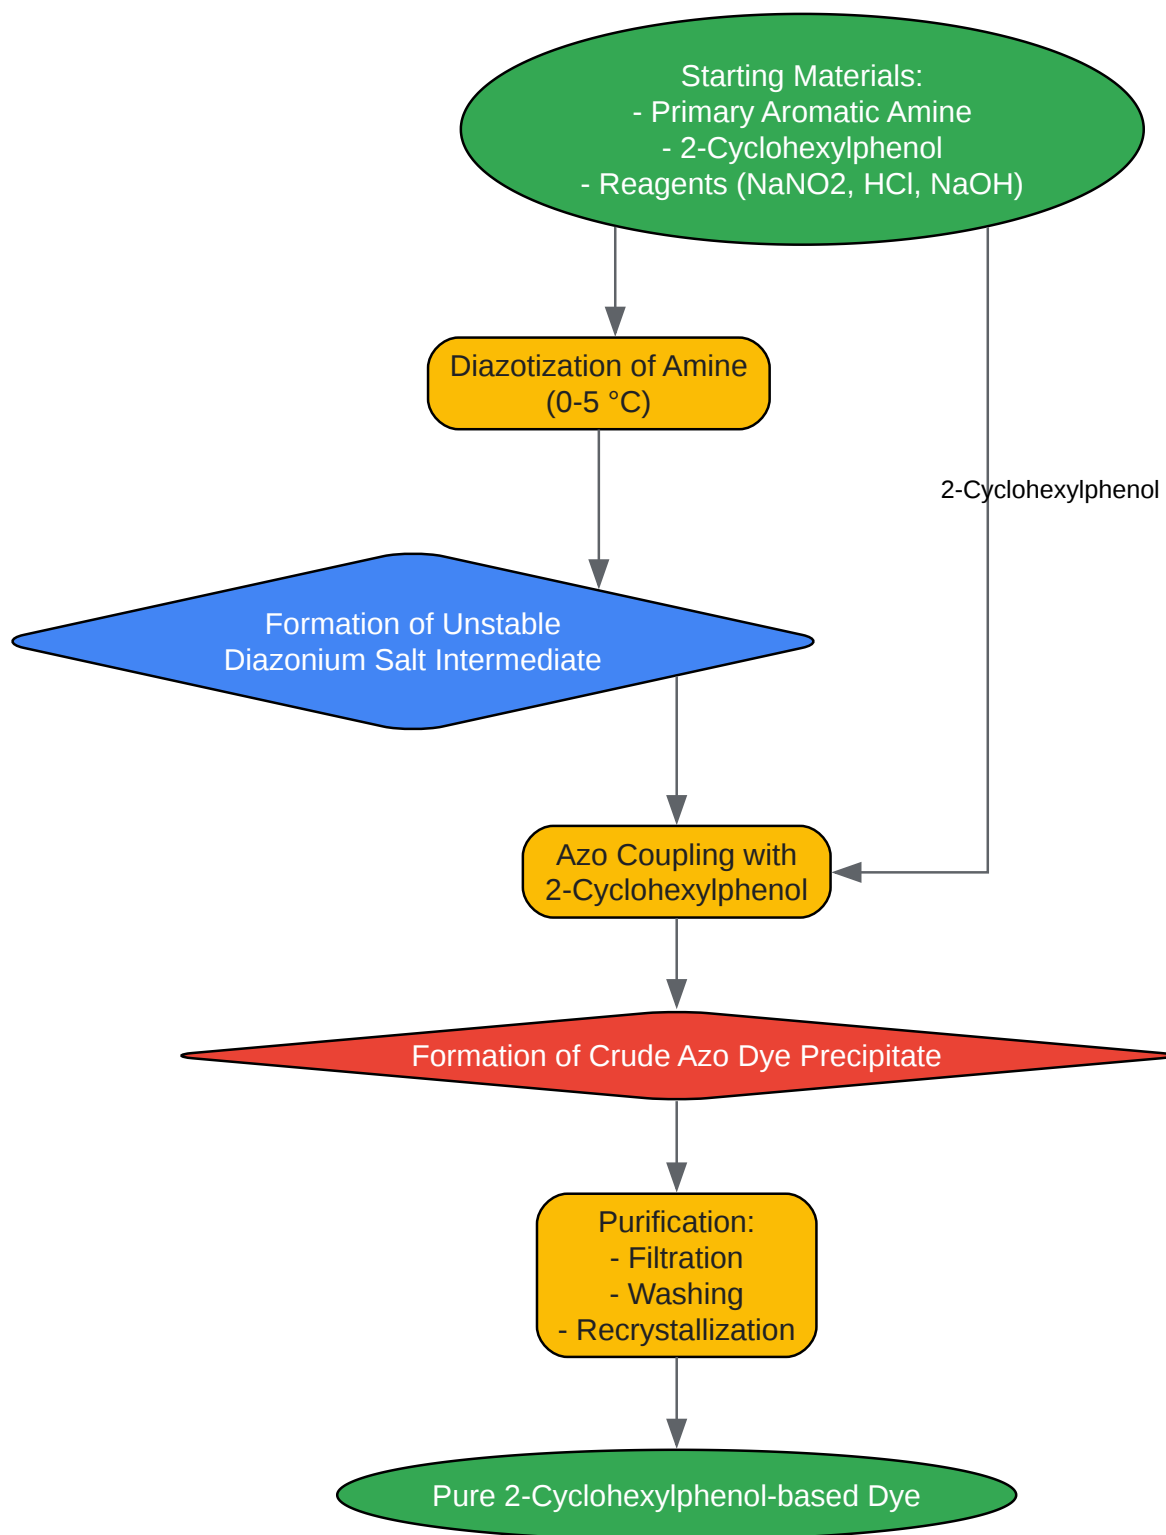 Starting Materials:
- Primary Aromatic Amine
- 2-Cyclohexylphenol
- Reagents (NaNO2, HCl, NaOH)
Diazotization of Amine
(0-5 °C)
2-Cyclohexylphenol
Formation of Unstable
Diazonium Salt Intermediate
Azo Coupling with
2-Cyclohexylphenol
Formation of Crude Azo Dye Precipitate
Purification:
- Filtration
- Washing
- Recrystallization
Pure 2-Cyclohexylphenol-based Dye